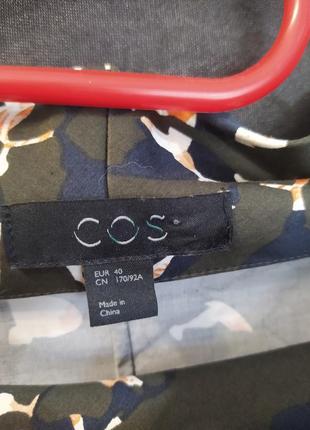 COS
EUR 40
CN 170/92A
Made in
China